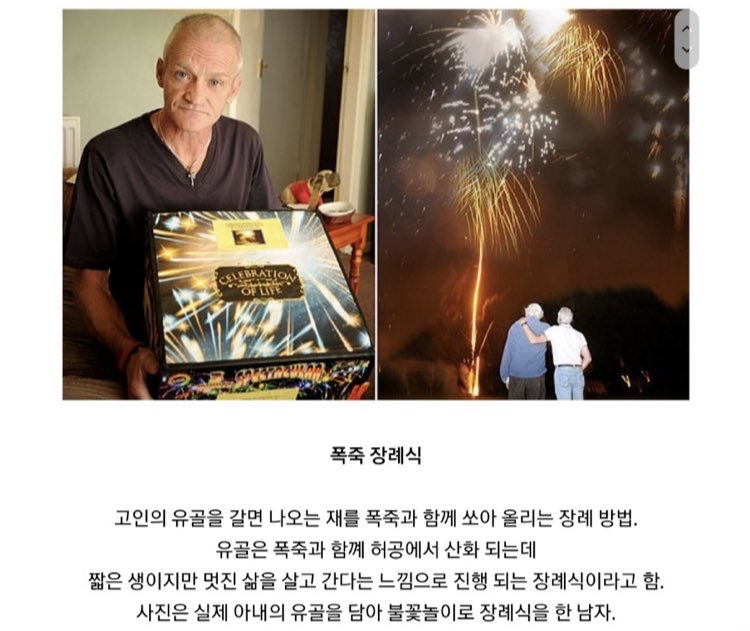 CELEBRATION
OF LIFE
SPECTACULAR
폭죽 장례식
고인의 유골을 갈면 나오는 재를 폭죽과 함께 쏘아 올리는 장례 방법.
유골은 폭죽과 함꼐 허공에서 산화 되는데
짧은 생이지만 멋진 삶을 살고 간다는 느낌으로 진행 되는 장례식이라고 함.
사진은 실제 아내의 유골을 담아 불꽃놀이로 장례식을 한 남자.